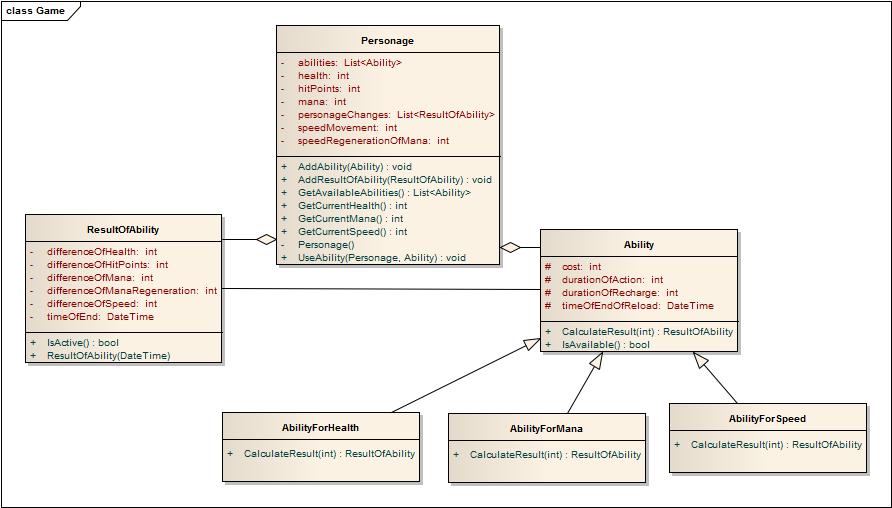 class Game
Personage
- abilities: List<Ability>
- health: int
- hitPoints: int
- mana: int
- personageChanges: List<ResultOfAbility>
- speedMovement: int
- speedRegenerationOfMana: int
+ AddAbility(Ability) : void
+ AddResultOfAbility(ResultOfAbility) : void
+ GetAvailableAbilities() : List<Ability>
+ GetCurrentHealth() : int
+ GetCurrentMana() : int
+ GetCurrentSpeed() : int
- Personage()
+ UseAbility(Personage, Ability) : void
ResultOfAbility
- differenceOfHealth: int
- differenceOfHitPoints: int
- differenceOfMana: int
- differenceOfManaRegeneration: int
- differenceOfSpeed: int
- timeOfEnd: DateTime
+ IsActive() : bool
+ ResultOfAbility(DateTime)
Ability
# cost: int
# durationOfAction: int
# durationOfRecharge: int
# timeOfEndOfReload: DateTime
+ CalculateResult(int) : ResultOfAbility
+ IsAvailable() : bool
AbilityForHealth
+ CalculateResult(int) : ResultOfAbility
AbilityForMana
+ CalculateResult(int) : ResultOfAbility
AbilityForSpeed
+ CalculateResult(int) : ResultOfAbility